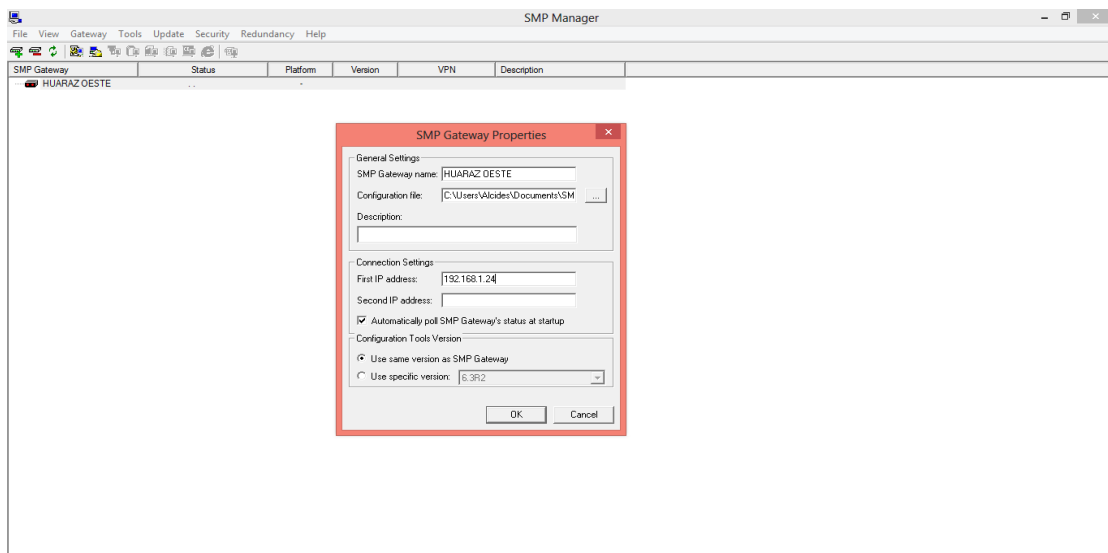 SMP Manager
File View Gateway Tools Update Security Redundancy Help
SMP Gateway Status Platform Version VPN Description
HUARAZ OESTE . . -
SMP Gateway Properties
General Settings
SMP Gateway name: HUARAZ OESTE
Configuration file: C:\Users\Alcides\Documents\SM ...
Description:
Connection Settings
First IP address: 192.168.1.24
Second IP address:
Automatically poll SMP Gateway's status at startup
Configuration Tools Version
Use same version as SMP Gateway
Use specific version: 6.3R2
OK Cancel